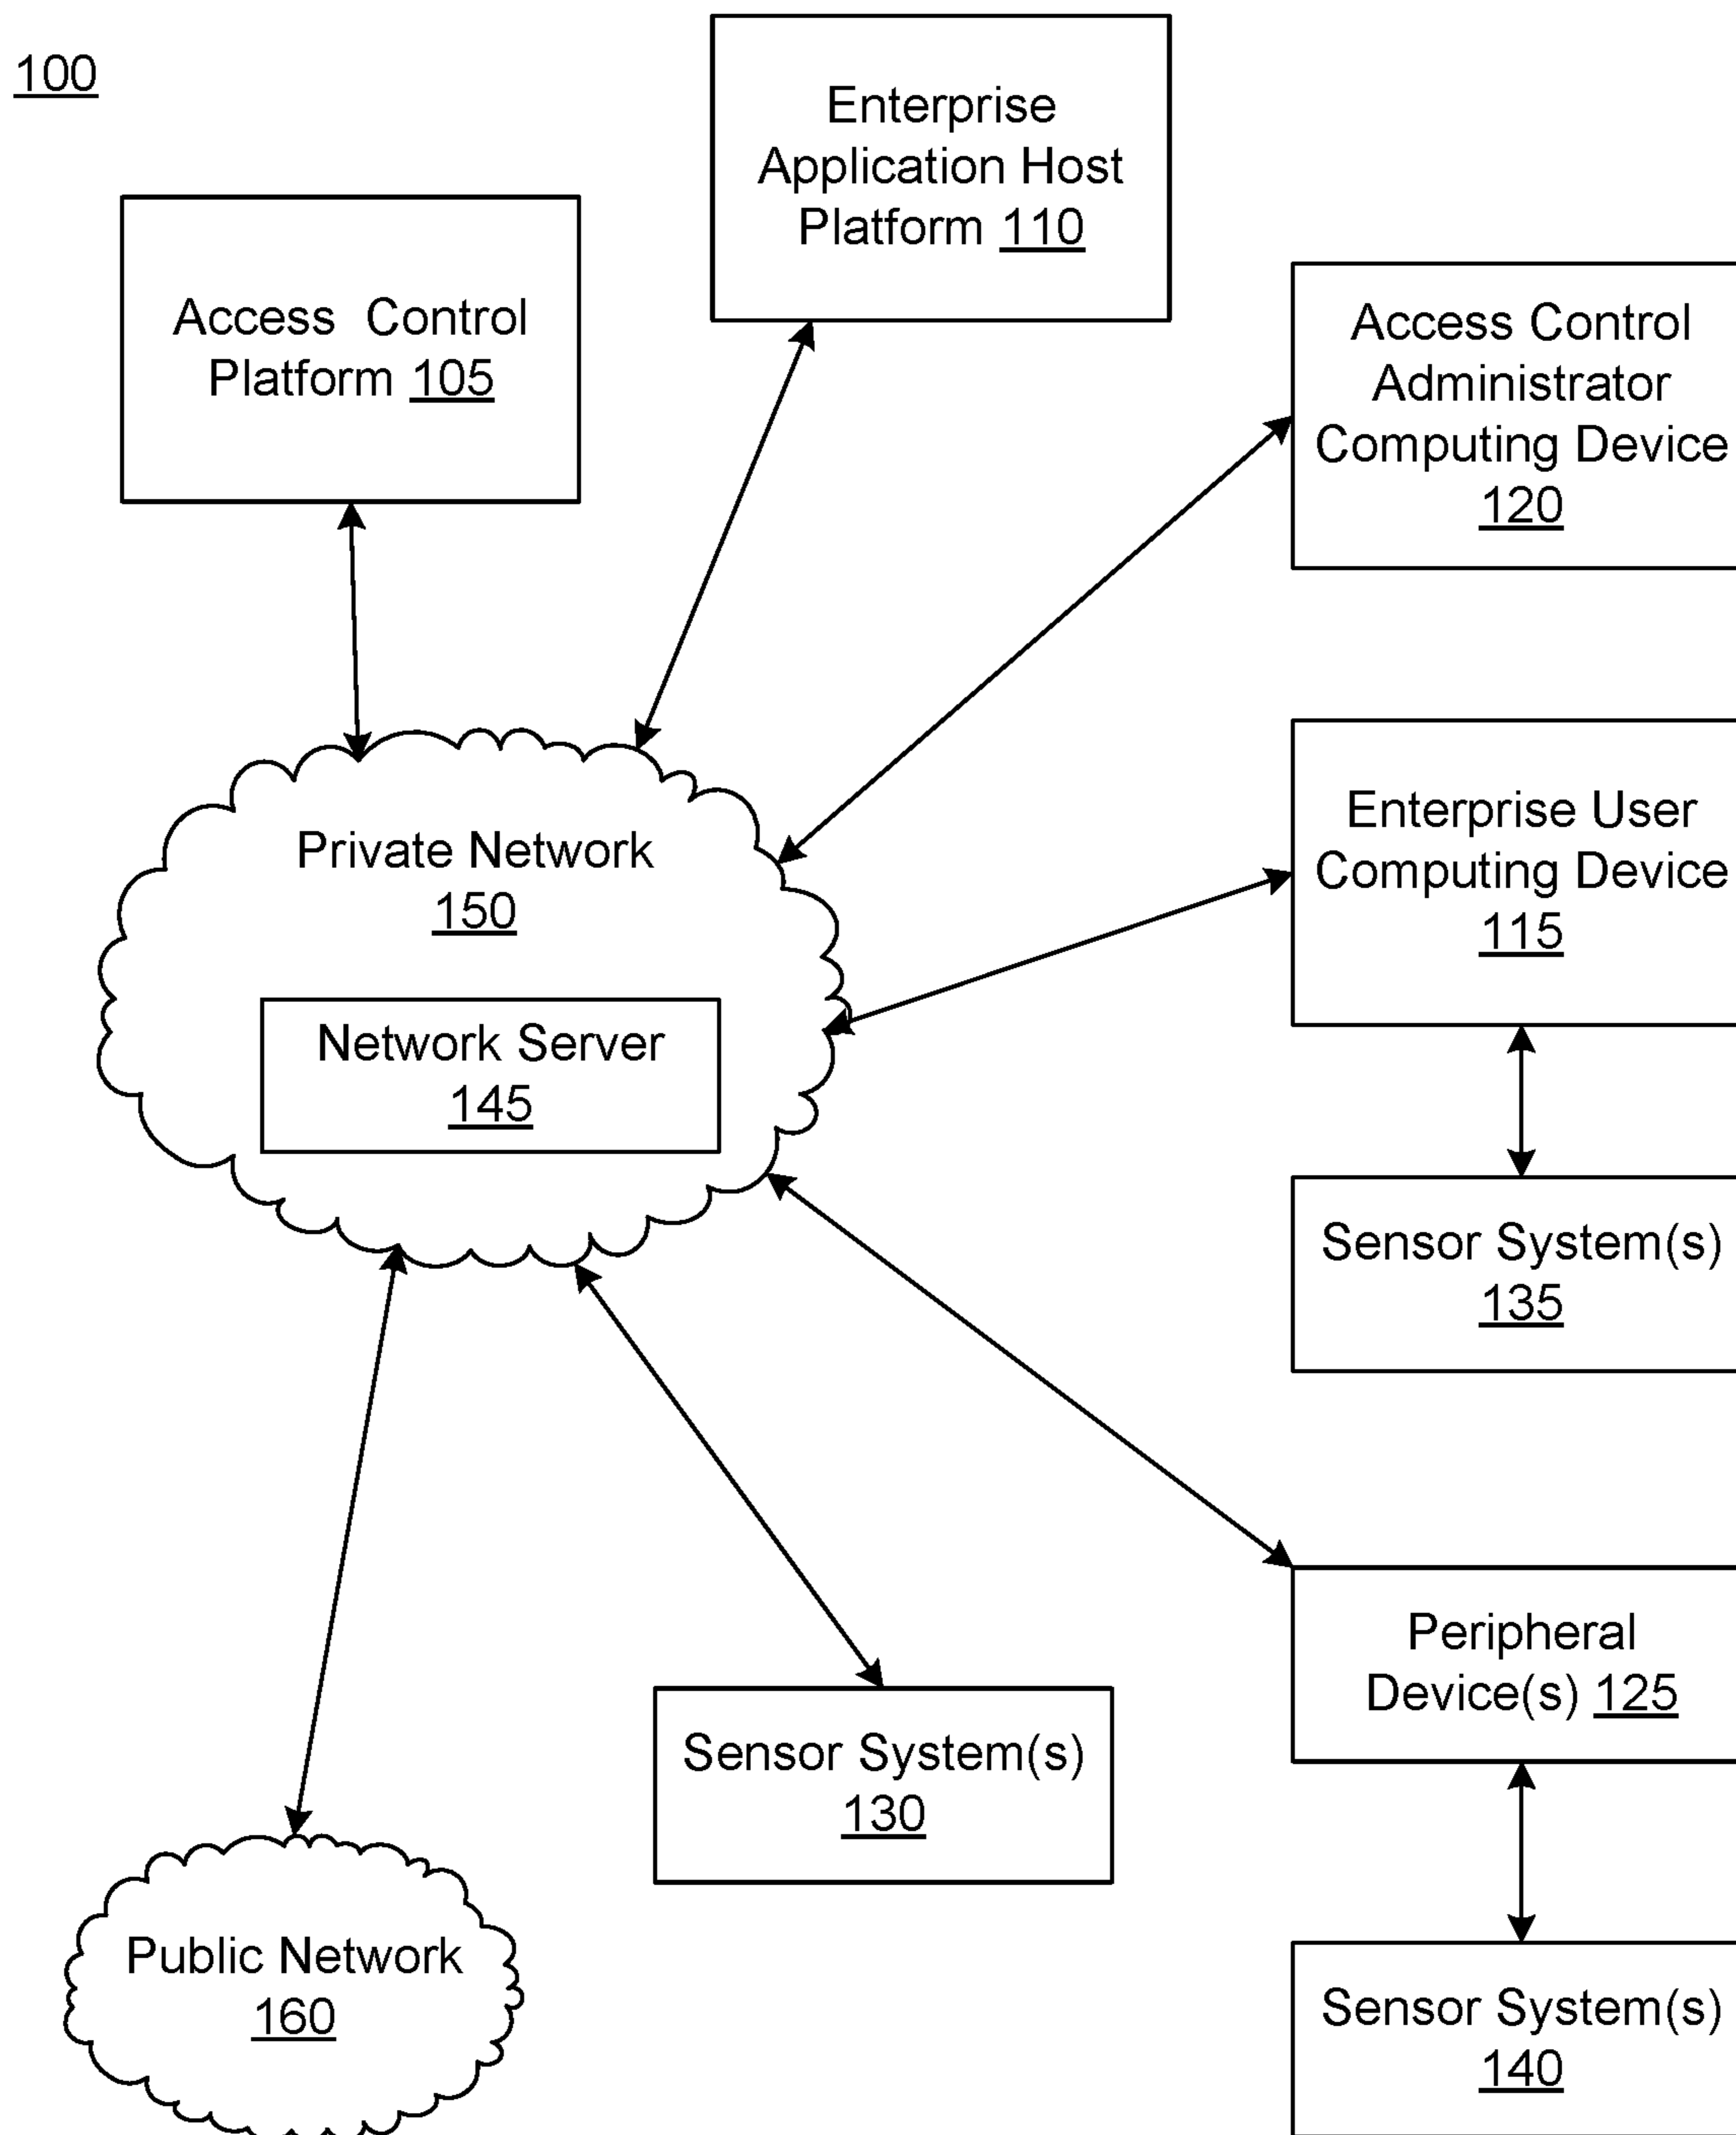 100
Enterprise
Application Host
Platform 110
Access Control
Platform 105
Access Control
Administrator
Computing Device
120
Private Network
150
Network Server
145
Enterprise User
Computing Device
115
Sensor System(s)
135
Peripheral
Device(s) 125
Sensor System(s)
130
Public Network
160
Sensor System(s)
140